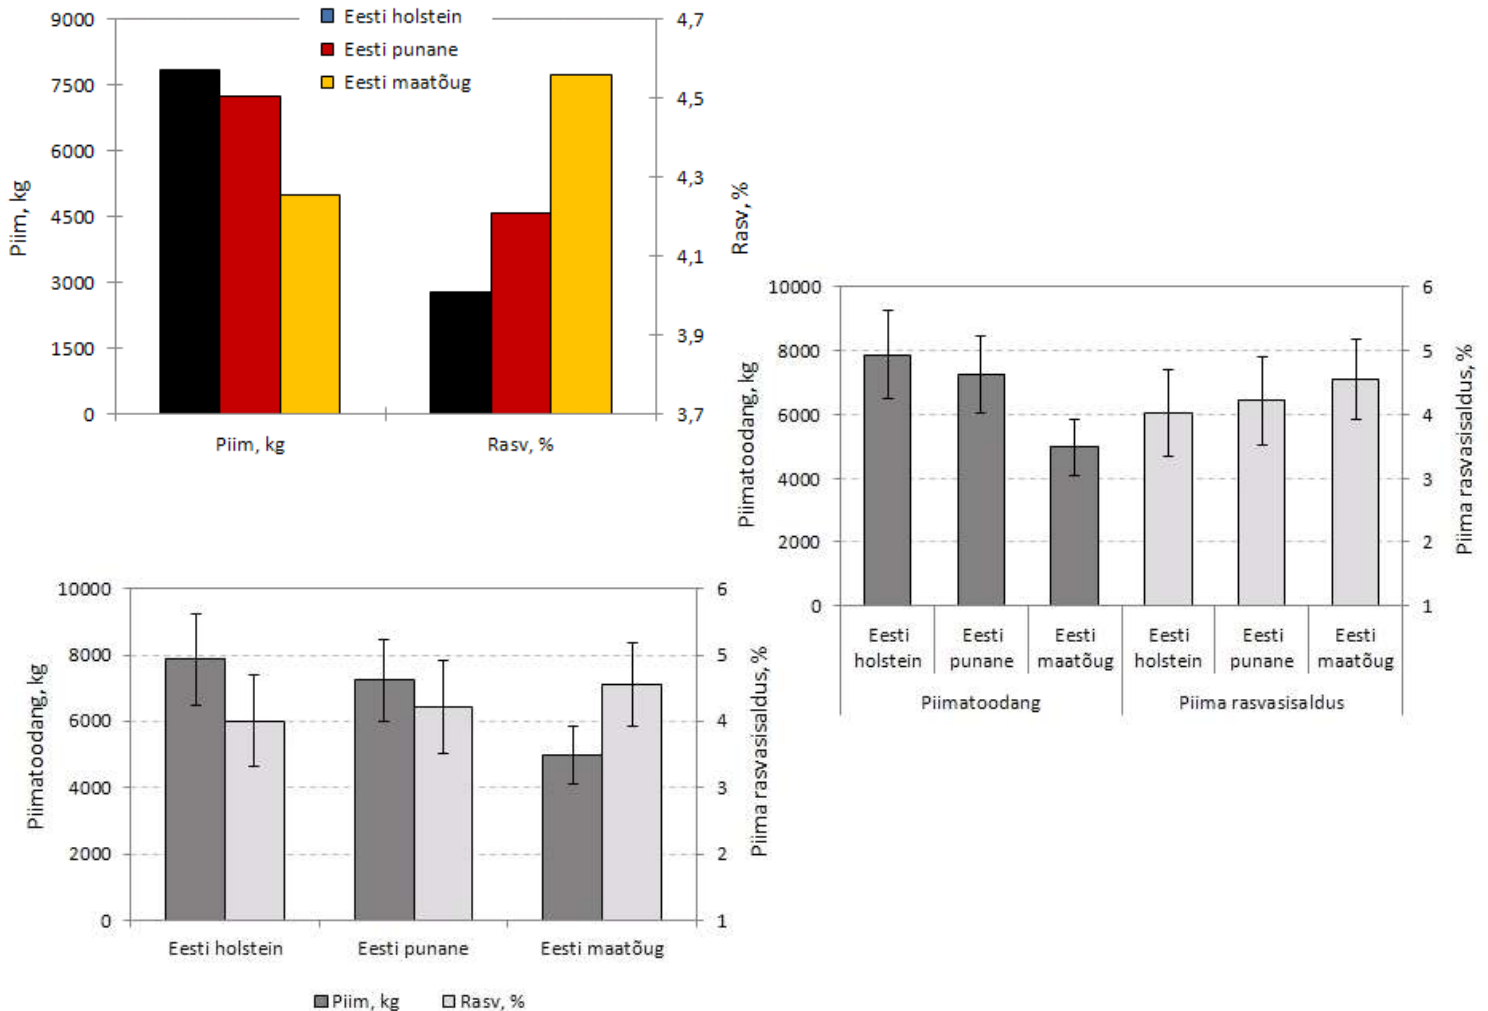 Eesti holstein
Eesti punane
Eesti maatõug
9000
7500
6000
4500
3000
1500
0
Piim, kg
4,7
4,5
4,3
4,1
3,9
3,7
Rasv, %
Piim, kg
Rasv, %
10000
8000
6000
4000
2000
0
Piimatoodang, kg
6
5
4
3
2
1
Piima rasvasisaldus, %
Eesti holstein
Eesti punane
Eesti maatõug
Eesti holstein
Eesti punane
Eesti maatõug
Piimatoodang
Piima rasvasisaldus
10000
8000
6000
4000
2000
0
Piimatoodang, kg
6
5
4
3
2
1
Piima rasvasisaldus, %
Eesti holstein
Eesti punane
Eesti maatõug
Piim, kg
Rasv, %